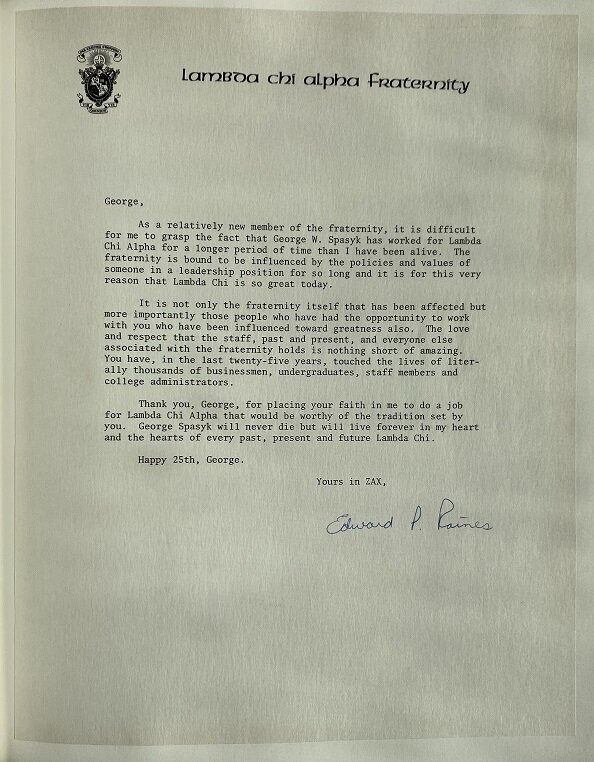 Lambda chi alpha Fraternity
George,
As a relatively new member of the fraternity, it is difficult
for me to grasp the fact that George W. Spasyk has worked for Lambda
Chi Alpha for a longer period of time than I have been alive. The
fraternity is bound to be influenced by the policies and values of
someone in a leadership position for so long and it is for this very
reason that Lambda Chi is so great today.
It is not only the fraternity itself that has been affected but
more importantly those people who have had the opportunity to work
with you who have been influenced toward greatness also. The love
and respect that the staff, past and present, and everyone else
associated with the fraternity holds is nothing short of amazing.
You have, in the last twenty-five years, touched the lives of liter-
ally thousands of businessmen, undergraduates, staff members and
college administrators.
Thank you, George, for placing your faith in me to do a job
for Lambda Chi Alpha that would be worthy of the tradition set by
you. George Spasyk will never die but will live forever in my heart
and the hearts of every past, present and future Lambda Chi.
Happy 25th, George.
Yours in ZAX,
Edward P. Raines